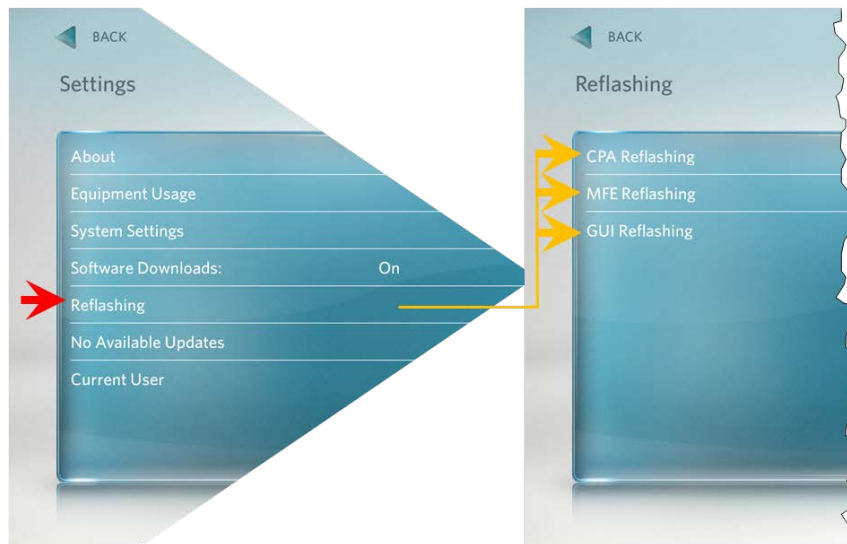 BACK
Settings
About
Equipment Usage
System Settings
Software Downloads: On
Reflashing
No Available Updates
Current User
BACK
Reflashing
CPA Reflashing
MFE Reflashing
GUI Reflashing